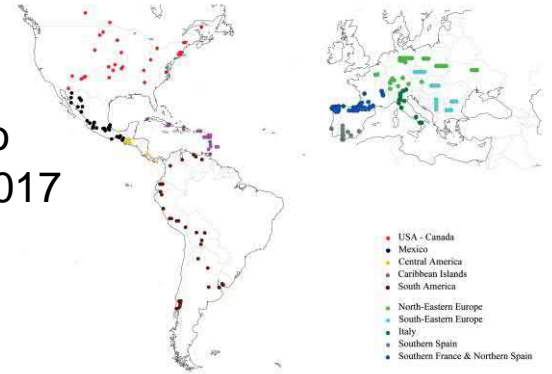 o
017
USA - Canada
Mexico
Central America
Caribbean Islands
South America
North-Eastern Europe
South-Eastern Europe
Italy
Southern Spain
Southern France & Northern Spain